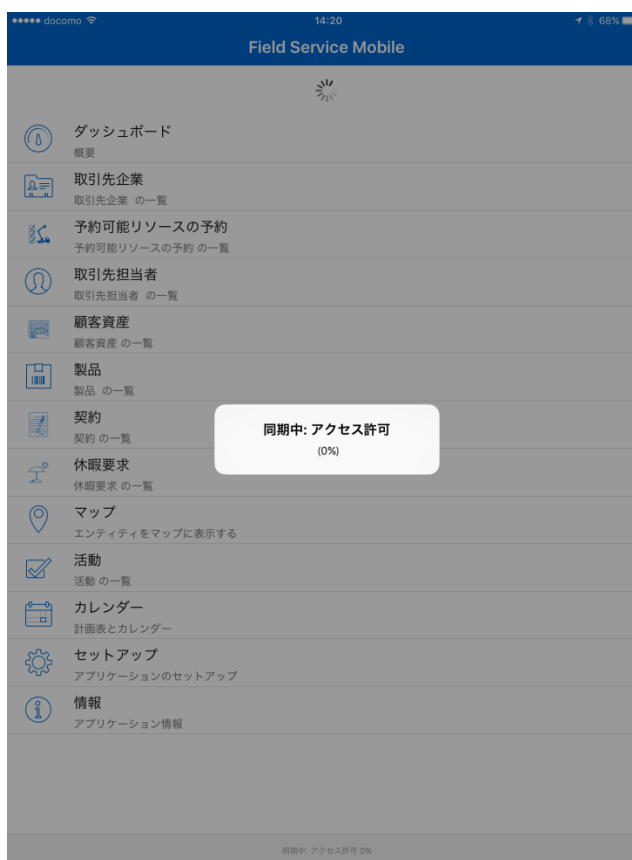 docomo 14:20 68%
Field Service Mobile
ダッシュボード
概要
取引先企業
取引先企業 の一覧
予約可能リソースの予約
予約可能リソースの予約 の一覧
取引先担当者
取引先担当者 の一覧
顧客資産
顧客資産 の一覧
製品
製品 の一覧
契約
契約 の一覧
同期中: アクセス許可
(0%)
休暇要求
休暇要求 の一覧
マップ
エンティティをマップに表示する
活動
活動 の一覧
カレンダー
計画表とカレンダー
セットアップ
アプリケーションのセットアップ
情報
アプリケーション情報
同期中: アクセス許可 0%